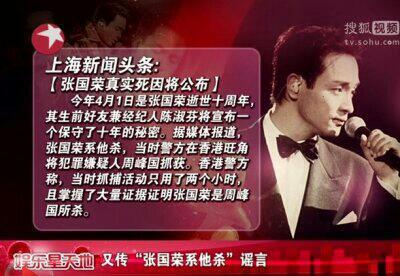 搜狐视频
tv.sohu.com
上海新闻头条:
【张国荣真实死因将公布】
今年4月1日是张国荣逝世十周年,
其生前好友兼经纪人陈淑芬将宣布一
个保守了十年的秘密。据媒体报道,
张国荣系他杀,当时警方在香港旺角
将犯罪嫌疑人周峰国抓获。香港警方
称,当时抓捕活动只用了两个小时,
且掌握了大量证据证明张国荣是周峰
国所杀。
娱乐星天地
又传“张国荣系他杀”谣言